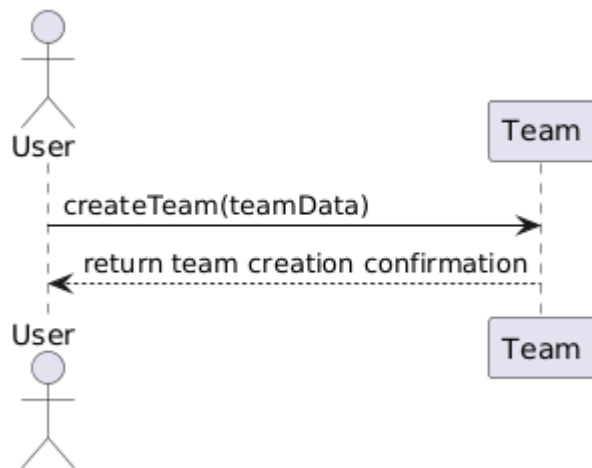 User
Team
createTeam(teamData)
return team creation confirmation
User
Team